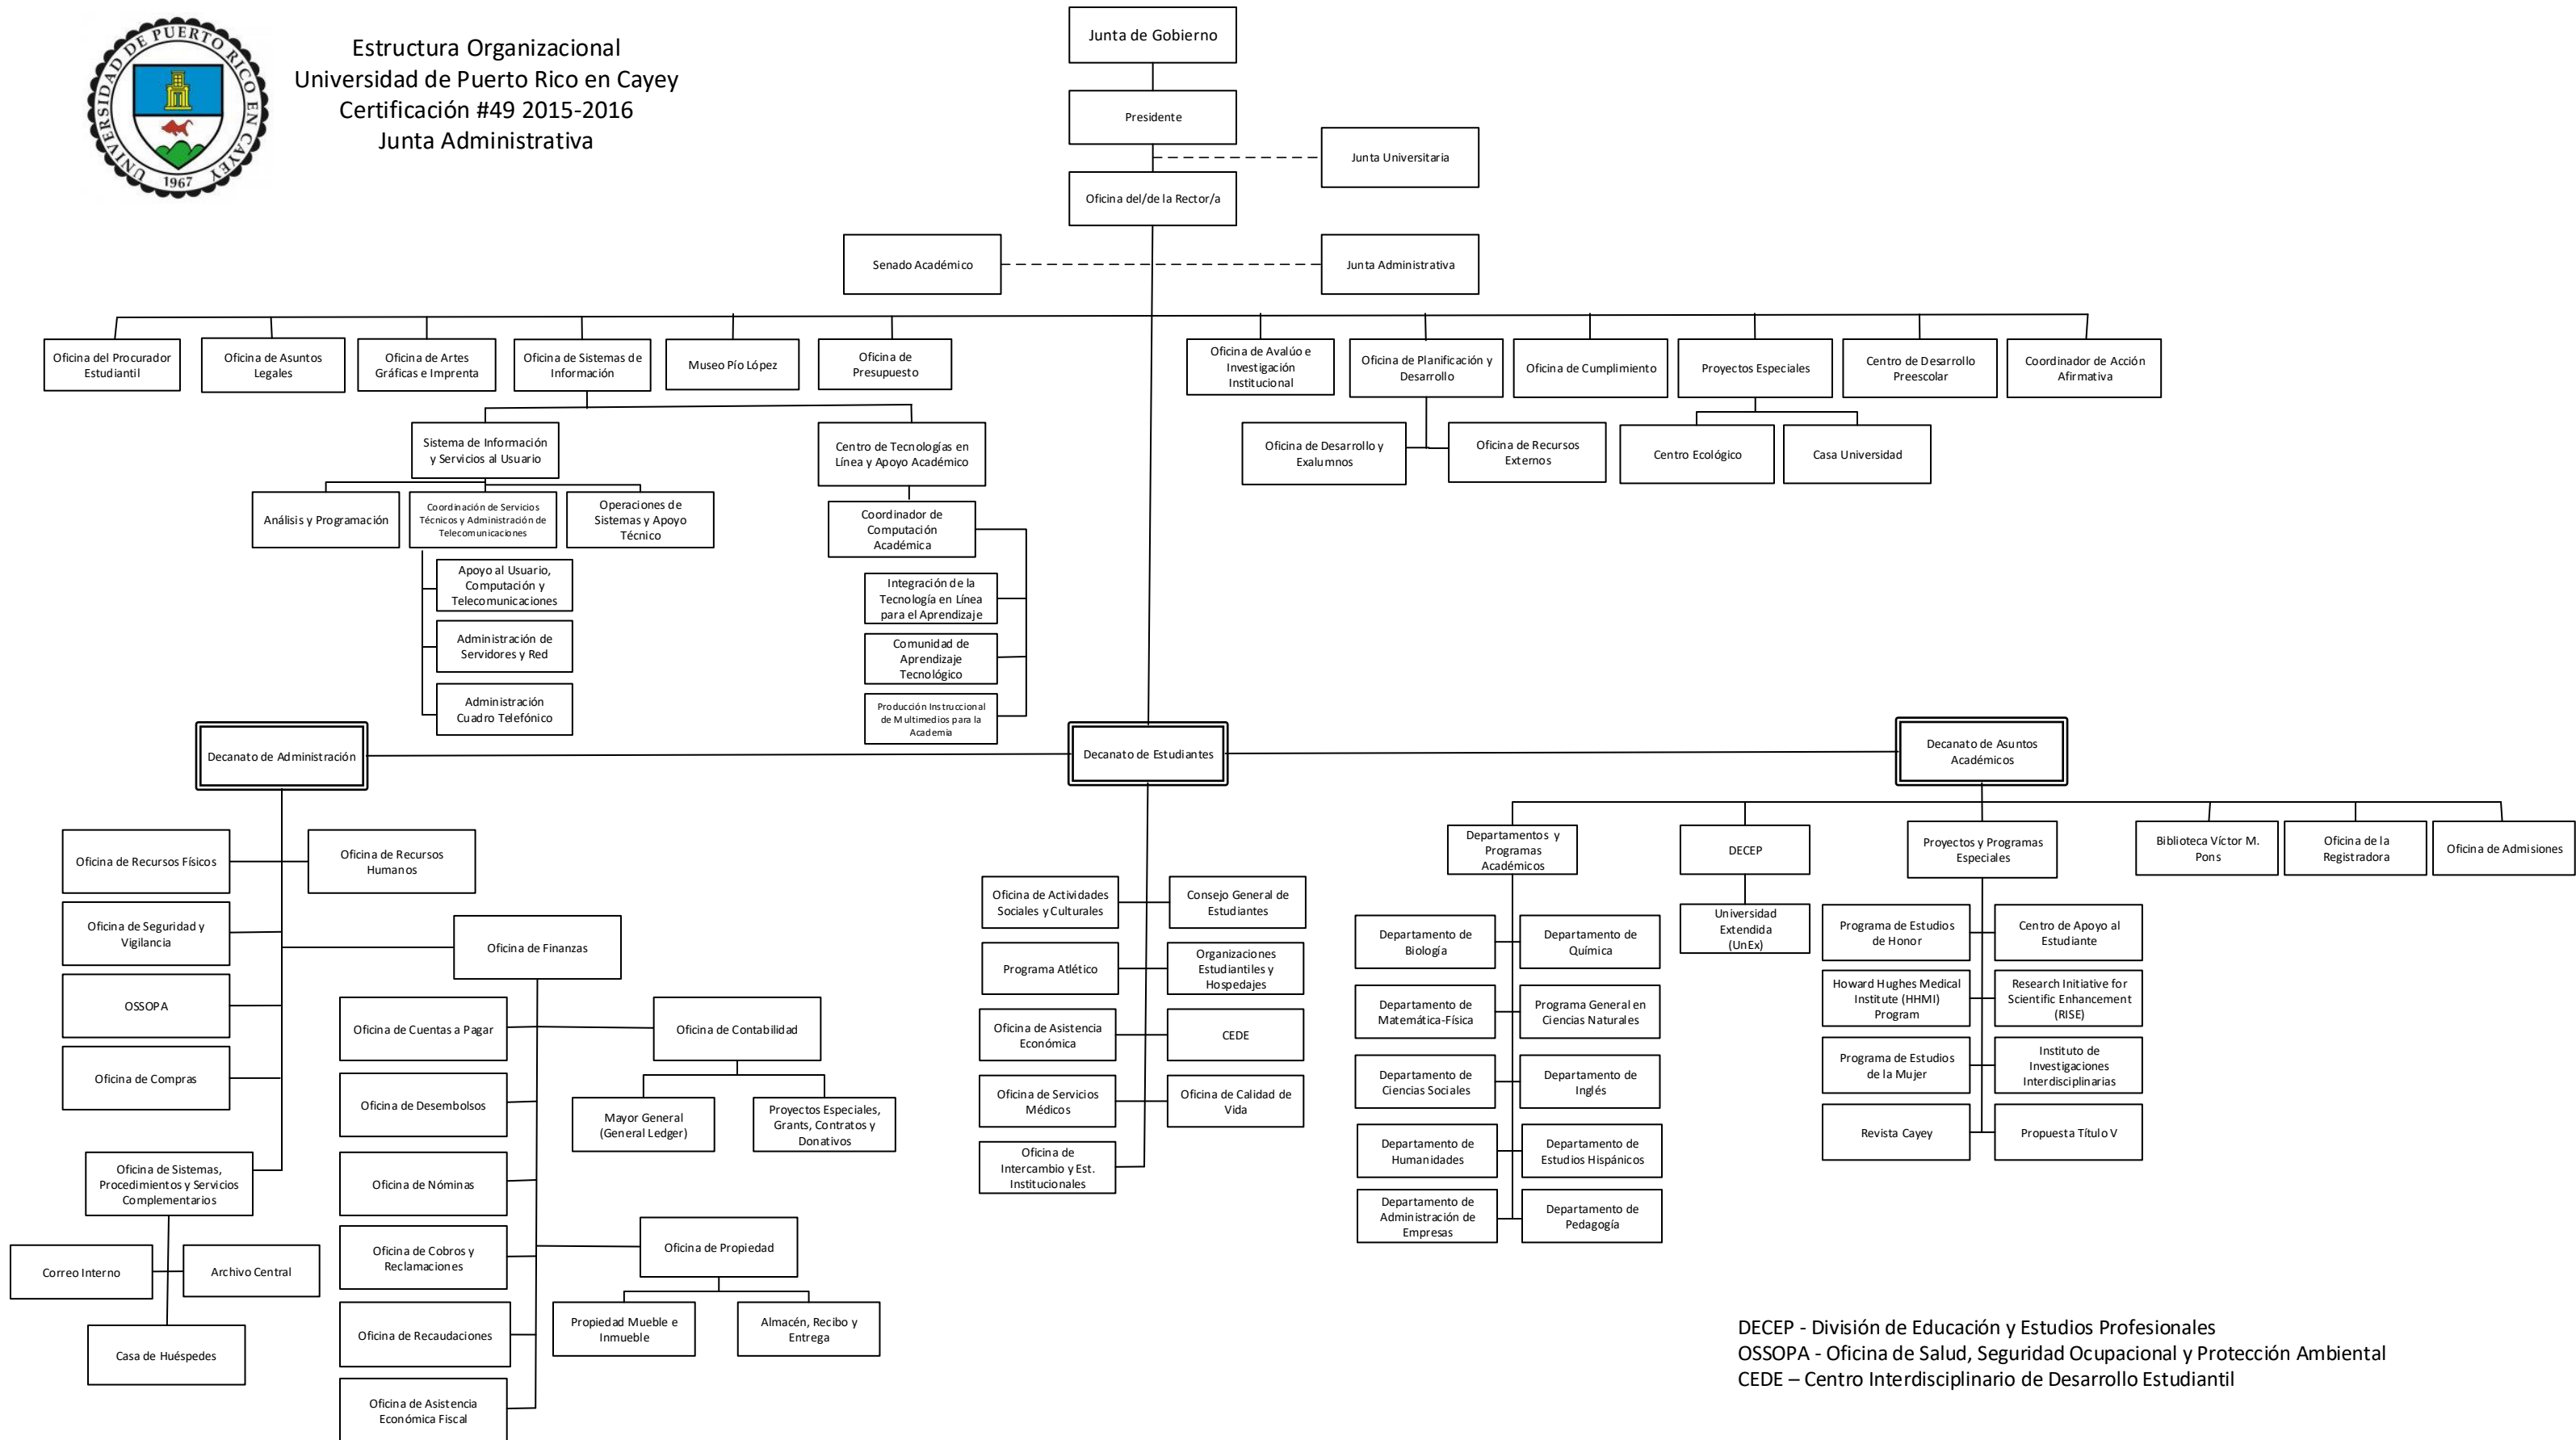 UNIVERSIDAD DE PUERTO RICO EN CAYEY
1967
Estructura Organizacional
Universidad de Puerto Rico en Cayey
Certificación #49 2015-2016
Junta Administrativa
Junta de Gobierno
Presidente
Junta Universitaria
Oficina del/de la Rector/a
Senado Académico
Junta Administrativa
Oficina del Procurador
Estudiantil
Oficina de Asuntos
Legales
Oficina de Artes
Gráficas e Imprenta
Oficina de Sistemas de
Información
Museo Pío López
Oficina de
Presupuesto
Oficina de Avalúo e
Investigación
Institucional
Oficina de Planificación y
Desarrollo
Oficina de Cumplimiento
Proyectos Especiales
Centro de Desarrollo
Preescolar
Coordinador de Acción
Afirmativa
Sistema de Información
y Servicios al Usuario
Centro de Tecnologías en
Línea y Apoyo Académico
Oficina de Desarrollo y
Exalumnos
Oficina de Recursos
Externos
Centro Ecológico
Casa Universidad
Análisis y Programación
Coordinación de Servicios
Técnicos y Administración de
Telecomunicaciones
Operaciones de
Sistemas y Apoyo
Técnico
Coordinador de
Computación
Académica
Apoyo al Usuario,
Computación y
Telecomunicaciones
Administración de
Servidores y Red
Administración
Cuadro Telefónico
Integración de la
Tecnología en Línea
para el Aprendizaje
Comunidad de
Aprendizaje
Tecnológico
Producción Instruccional
de Multimedios para la
Academia
Decanato de Administración
Decanato de Estudiantes
Decanato de Asuntos
Académicos
Oficina de Recursos Físicos
Oficina de Recursos
Humanos
Oficina de Seguridad y
Vigilancia
Oficina de Finanzas
OSSOPA
Oficina de Compras
Oficina de Cuentas a Pagar
Oficina de Contabilidad
Oficina de Desembolsos
Mayor General
(General Ledger)
Proyectos Especiales,
Grants, Contratos y
Donativos
Oficina de Sistemas,
Procedimientos y Servicios
Complementarios
Oficina de Nóminas
Correo Interno
Archivo Central
Casa de Huéspedes
Oficina de Cobros y
Reclamaciones
Oficina de Propiedad
Propiedad Mueble e
Inmueble
Almacén, Recibo y
Entrega
Oficina de Recaudaciones
Oficina de Asistencia
Económica Fiscal
Oficina de Actividades
Sociales y Culturales
Consejo General de
Estudiantes
Programa Atlético
Organizaciones
Estudiantiles y
Hospedajes
Oficina de Asistencia
Económica
CEDE
Oficina de Servicios
Médicos
Oficina de Calidad de
Vida
Oficina de
Intercambio y Est.
Institucionales
Departamentos y
Programas
Académicos
DECEP
Proyectos y Programas
Especiales
Biblioteca Víctor M.
Pons
Oficina de la
Registradora
Oficina de Admisiones
Departamento de
Biología
Departamento de
Química
Departamento de
Matemática-Física
Programa General en
Ciencias Naturales
Departamento de
Ciencias Sociales
Departamento de
Inglés
Departamento de
Humanidades
Departamento de
Estudios Hispánicos
Departamento de
Administración de
Empresas
Departamento de
Pedagogía
Universidad
Extendida
(UnEx)
Programa de Estudios
de Honor
Centro de Apoyo al
Estudiante
Howard Hughes Medical
Institute (HHMI)
Program
Research Initiative for
Scientific Enhancement
(RISE)
Programa de Estudios
de la Mujer
Instituto de
Investigaciones
Interdisciplinarias
Revista Cayey
Propuesta Título V
DECEP - División de Educación y Estudios Profesionales
OSSOPA - Oficina de Salud, Seguridad Ocupacional y Protección Ambiental
CEDE – Centro Interdisciplinario de Desarrollo Estudiantil